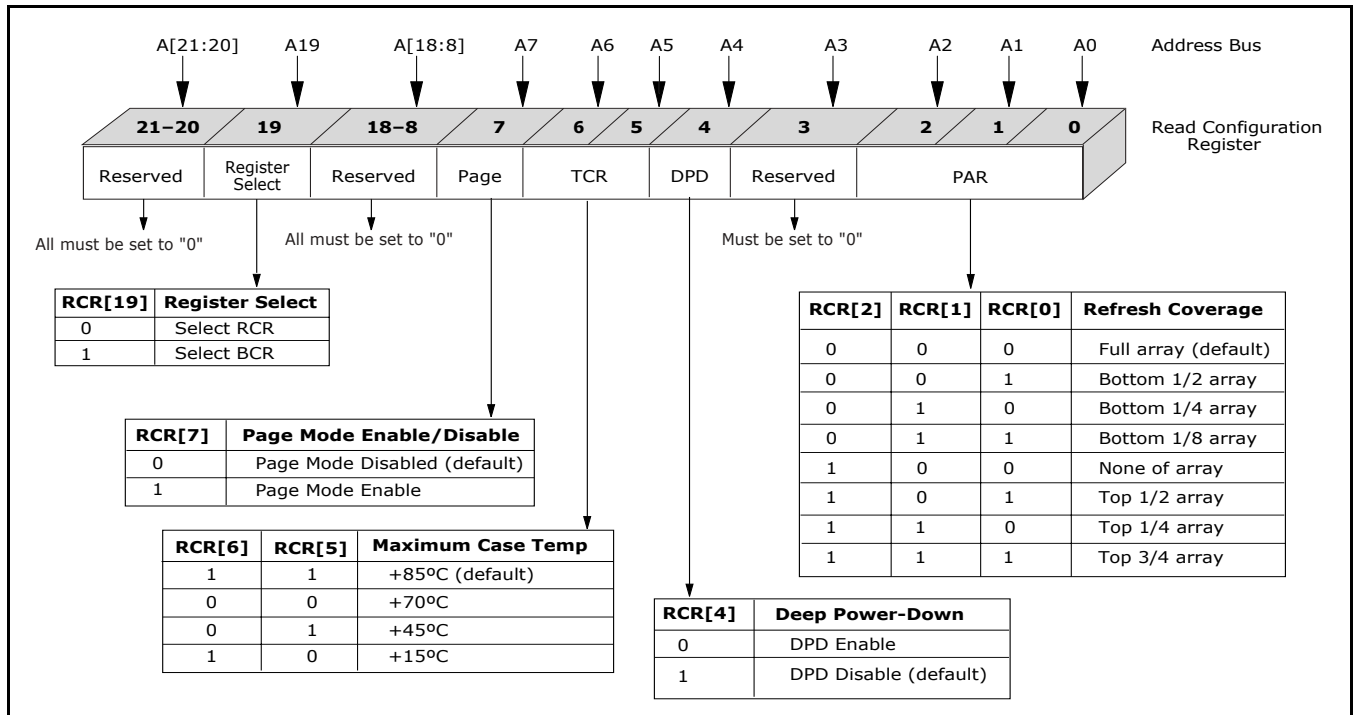 A[21:20] A19 A[18:8] A7 A6 A5 A4 A3 A2 A1 A0 Address Bus
21–20 19 18–8 7 6 5 4 3 2 1 0 Read Configuration
Register
Reserved Register Select Reserved Page TCR DPD Reserved PAR
All must be set to "0" All must be set to "0" Must be set to "0"
RCR[19] Register Select
0 Select RCR
1 Select BCR
RCR[2] RCR[1] RCR[0] Refresh Coverage
0 0 0 Full array (default)
0 0 1 Bottom 1/2 array
0 1 0 Bottom 1/4 array
0 1 1 Bottom 1/8 array
1 0 0 None of array
1 0 1 Top 1/2 array
1 1 0 Top 1/4 array
1 1 1 Top 3/4 array
RCR[7] Page Mode Enable/Disable
0 Page Mode Disabled (default)
1 Page Mode Enable
RCR[6] RCR[5] Maximum Case Temp
1 1 +85ºC (default)
0 0 +70ºC
0 1 +45ºC
1 0 +15ºC
RCR[4] Deep Power-Down
0 DPD Enable
1 DPD Disable (default)